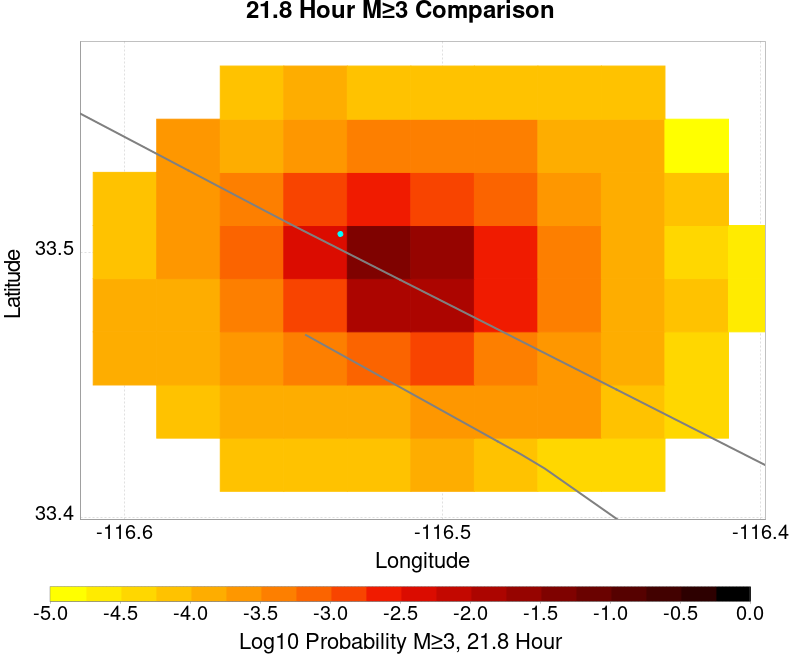 21.8 Hour M≥3 Comparison
Latitude
33.5
33.4
-116.6 -116.5 -116.4
Longitude
-5.0 -4.5 -4.0 -3.5 -3.0 -2.5 -2.0 -1.5 -1.0 -0.5 0.0
Log10 Probability M≥3, 21.8 Hour